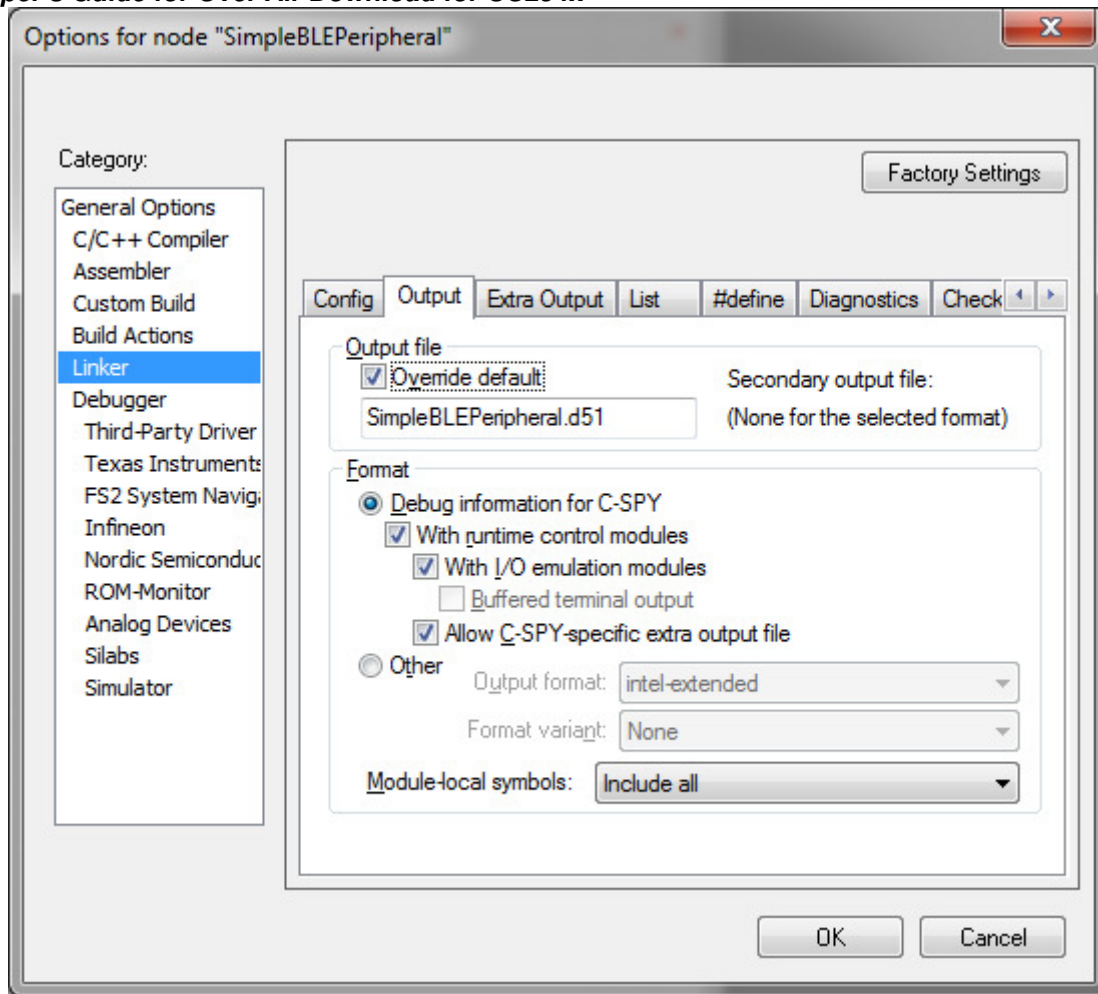 Options for node "SimpleBLEPeripheral"
Category:
General Options
C/C++ Compiler
Assembler
Custom Build
Build Actions
Linker
Debugger
Third-Party Driver
Texas Instruments
FS2 System Naviga
Infineon
Nordic Semiconduc
ROM-Monitor
Analog Devices
Silabs
Simulator
Factory Settings
Config Output Extra Output List #define Diagnostics Check
Output file
Override default
Secondary output file:
SimpleBLEPeripheral.d51
(None for the selected format)
Format
Debug information for C-SPY
With runtime control modules
With I/O emulation modules
Buffered terminal output
Allow C-SPY-specific extra output file
Other
Output format: intel-extended
Format variant: None
Module-local symbols: Include all
OK Cancel